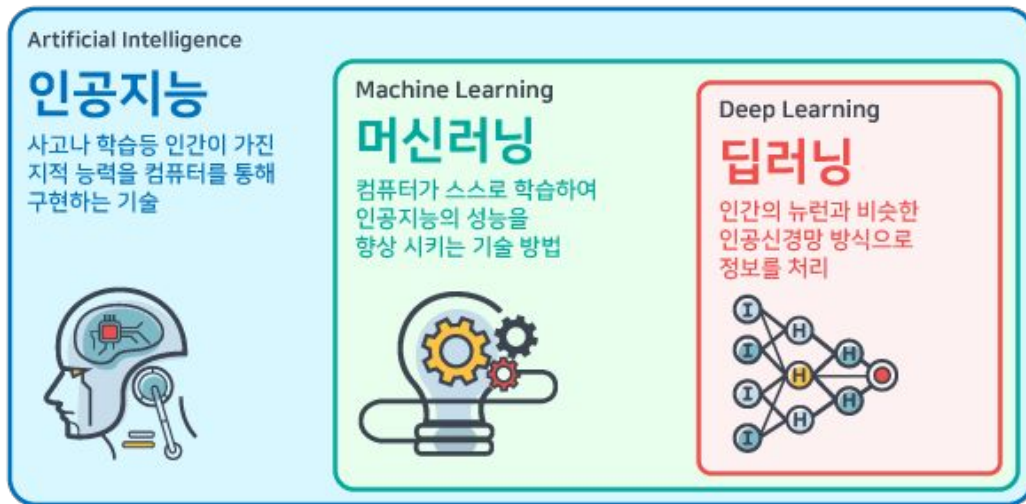 Artificial Intelligence
인공지능
사고나 학습등 인간이 가진
지적 능력을 컴퓨터를 통해
구현하는 기술
Machine Learning
머신러닝
컴퓨터가 스스로 학습하여
인공지능의 성능을
향상 시키는 기술 방법
Deep Learning
딥러닝
인간의 뉴런과 비슷한
인공신경망 방식으로
정보를 처리
I
H
I
H
H
I
H
H
I